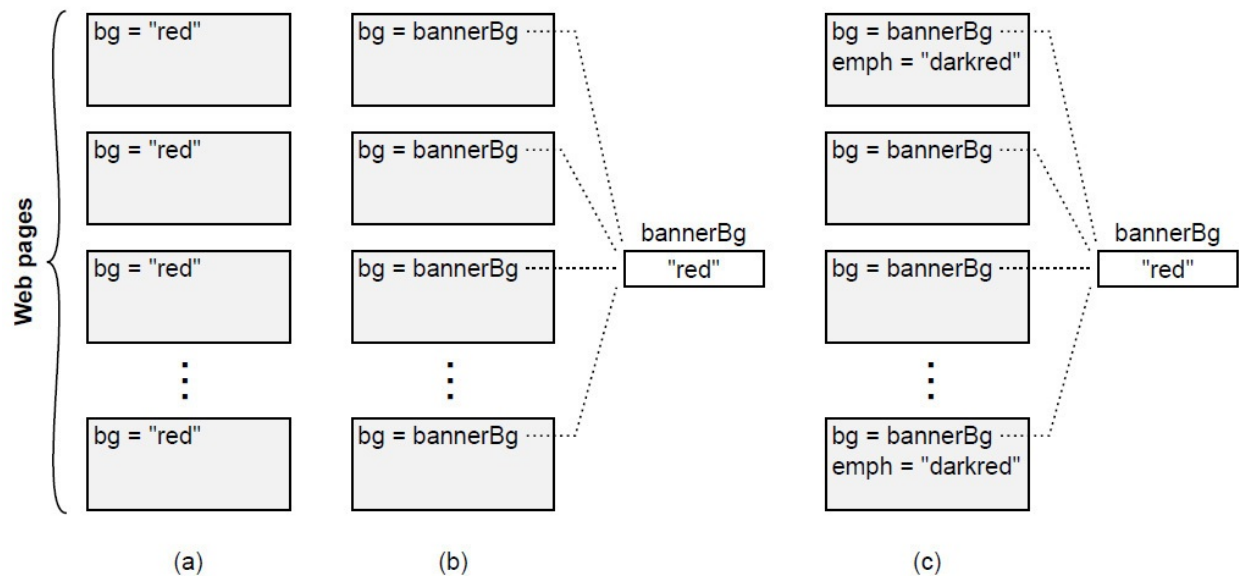 Web pages
bg = "red"
bg = "red"
bg = "red"
bg = "red"
(a)
bg = bannerBg
bg = bannerBg
bg = bannerBg
bg = bannerBg
bannerBg
"red"
(b)
bg = bannerBg
emph = "darkred"
bg = bannerBg
bg = bannerBg
bg = bannerBg
emph = "darkred"
bannerBg
"red"
(c)